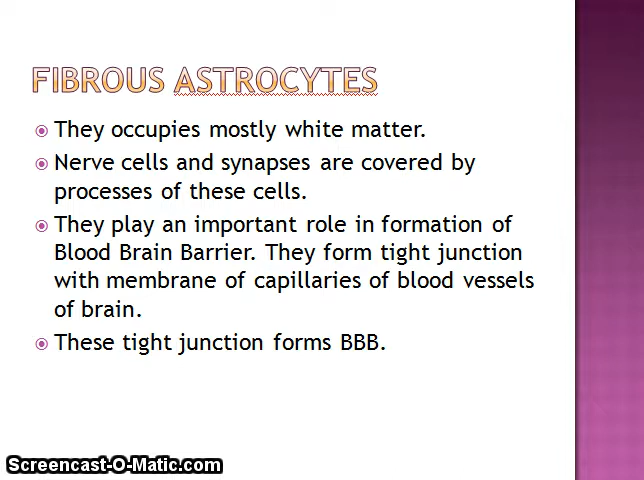 FIBROUS ASTROCYTES
They occupies mostly white matter.
Nerve cells and synapses are covered by
processes of these cells.
They play an important role in formation of
Blood Brain Barrier. They form tight junction
with membrane of capillaries of blood vessels
of brain.
These tight junction forms BBB.
Screencast-O-Matic.com